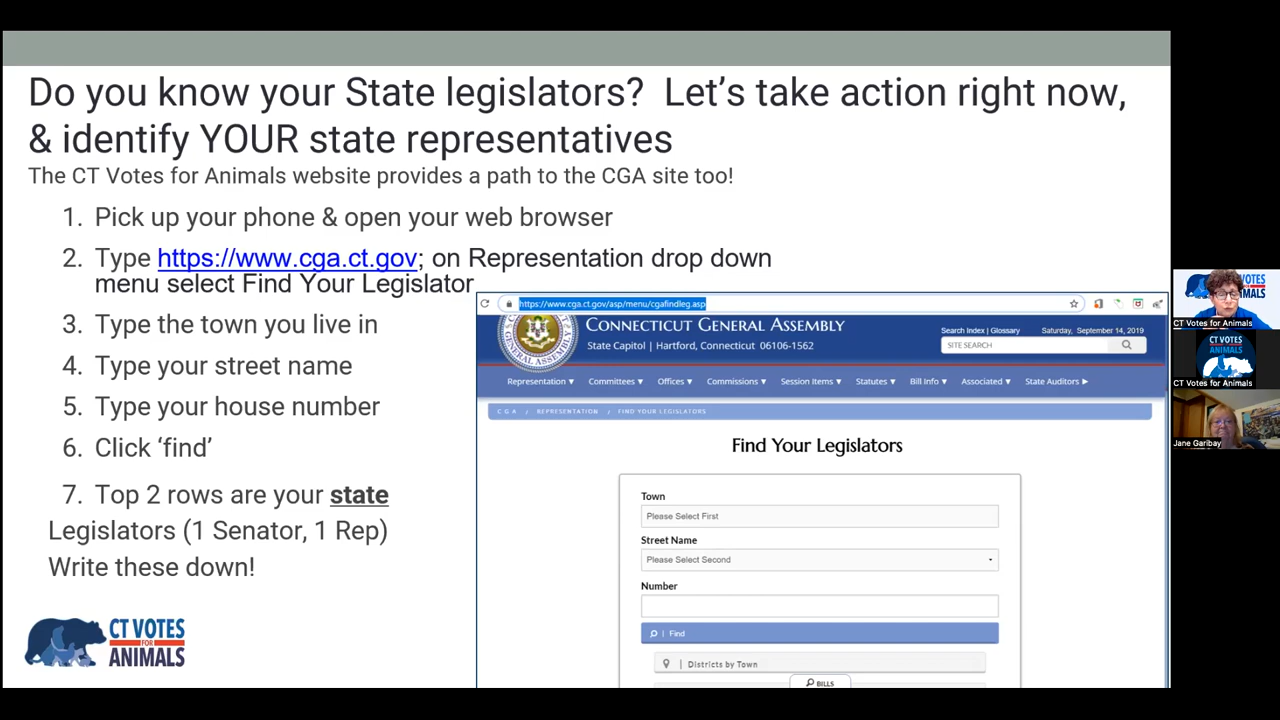 Do you know your State legislators? Let's take action right now,
& identify YOUR state representatives
The CT Votes for Animals website provides a path to the CGA site too!
1. Pick up your phone & open your web browser
2. Type https://www.cga.ct.gov; on Representation drop down
menu select Find Your Legislator
3. Type the town you live in
4. Type your street name
5. Type your house number
6. Click 'find'
7. Top 2 rows are your state
Legislators (1 Senator, 1 Rep)
Write these down!
CT VOTES
FOR
ANIMALS
https://www.cga.ct.gov/asp/menu/cgafindleg.asp
CONNECTICUT GENERAL ASSEMBLY
State Capitol | Hartford, Connecticut 06106-1562
Search Index | Glossary
Saturday, September 14, 2019
SITE SEARCH
Representation ▼ Committees ▼ Offices ▼ Commissions ▼ Session Items ▼ Statutes ▼ Bill Info ▼ Associated ▼ State Auditors ▶
CGA / REPRESENTATION / FIND YOUR LEGISLATORS
Find Your Legislators
Town
Please Select First
Street Name
Please Select Second
Number
| Find
| Districts by Town
BILLS
CT Votes for Animals
CT VOTES
ANIMALS
CT Votes for Animals
Jane Garibay